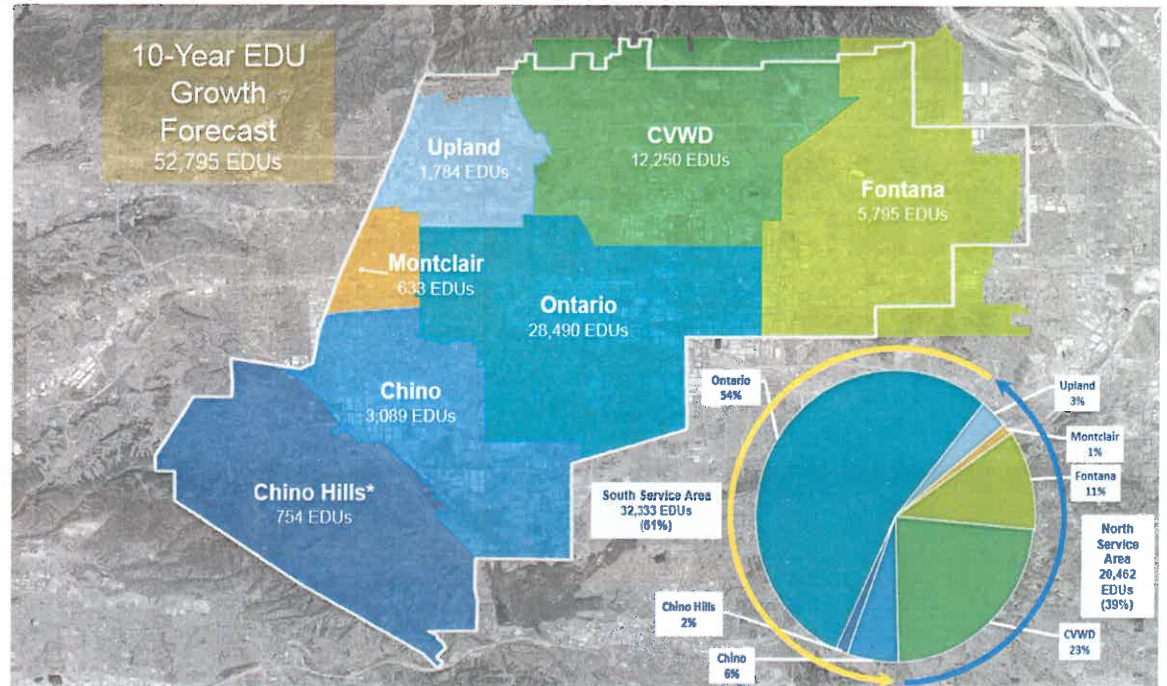 10-Year EDU
Growth
Forecast
52,795 EDUs
Upland
1,784 EDUs
CVWD
12,250 EDUs
Fontana
5,795 EDUs
Montclair
633 EDUs
Ontario
28,490 EDUs
Chino
3,089 EDUs
Chino Hills*
754 EDUs
Ontario
54%
Upland
3%
Montclair
1%
Fontana
11%
South Service Area
32,333 EDUs
(61%)
North
Service
Area
20,462
EDUs
(39%)
Chino Hills
2%
CVWD
23%
Chino
6%